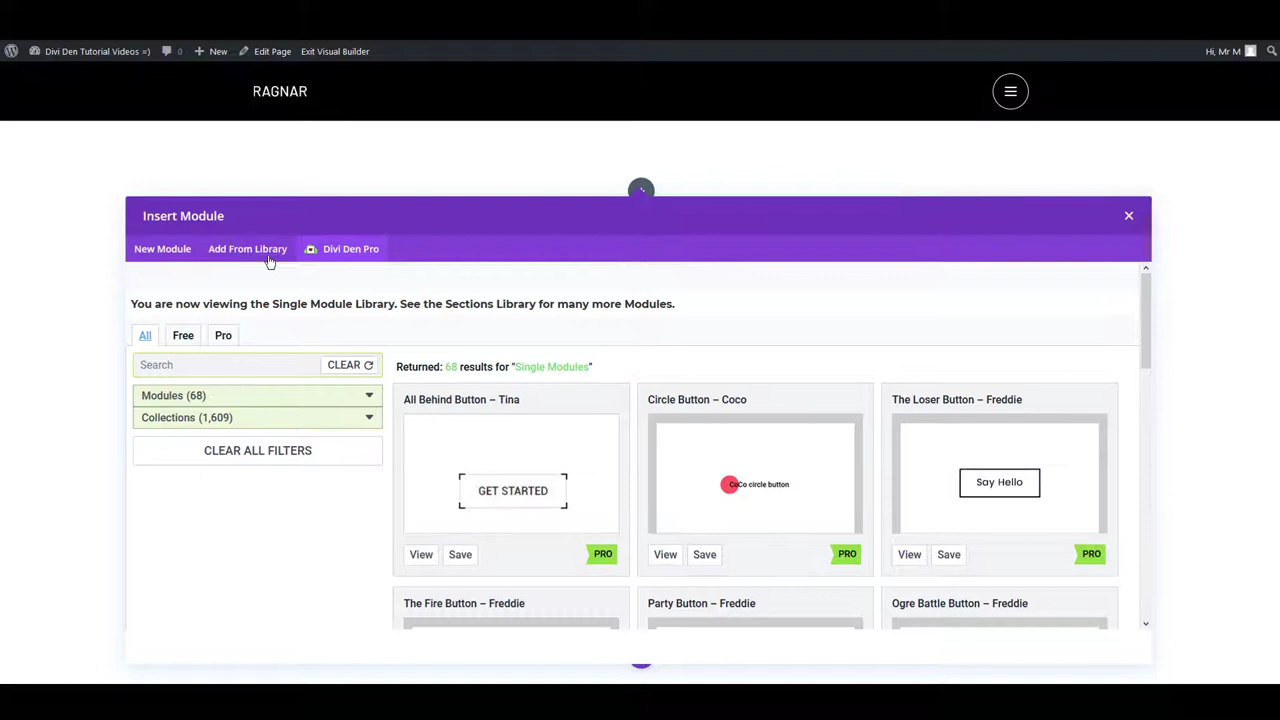 Divi Den Tutorial Videos =) 0 New Edit Page Exit Visual Builder Hi, Mr M
RAGNAR
Insert Module
New Module Add From Library Divi Den Pro
You are now viewing the Single Module Library. See the Sections Library for many more Modules.
All Free Pro
Search CLEAR
Returned: 68 results for "Single Modules"
Modules (68)
Collections (1,609)
CLEAR ALL FILTERS
All Behind Button – Tina
GET STARTED
View Save PRO
Circle Button – Coco
CoCo circle button
View Save PRO
The Loser Button – Freddie
Say Hello
View Save PRO
The Fire Button – Freddie
Party Button – Freddie
Ogre Battle Button – Freddie